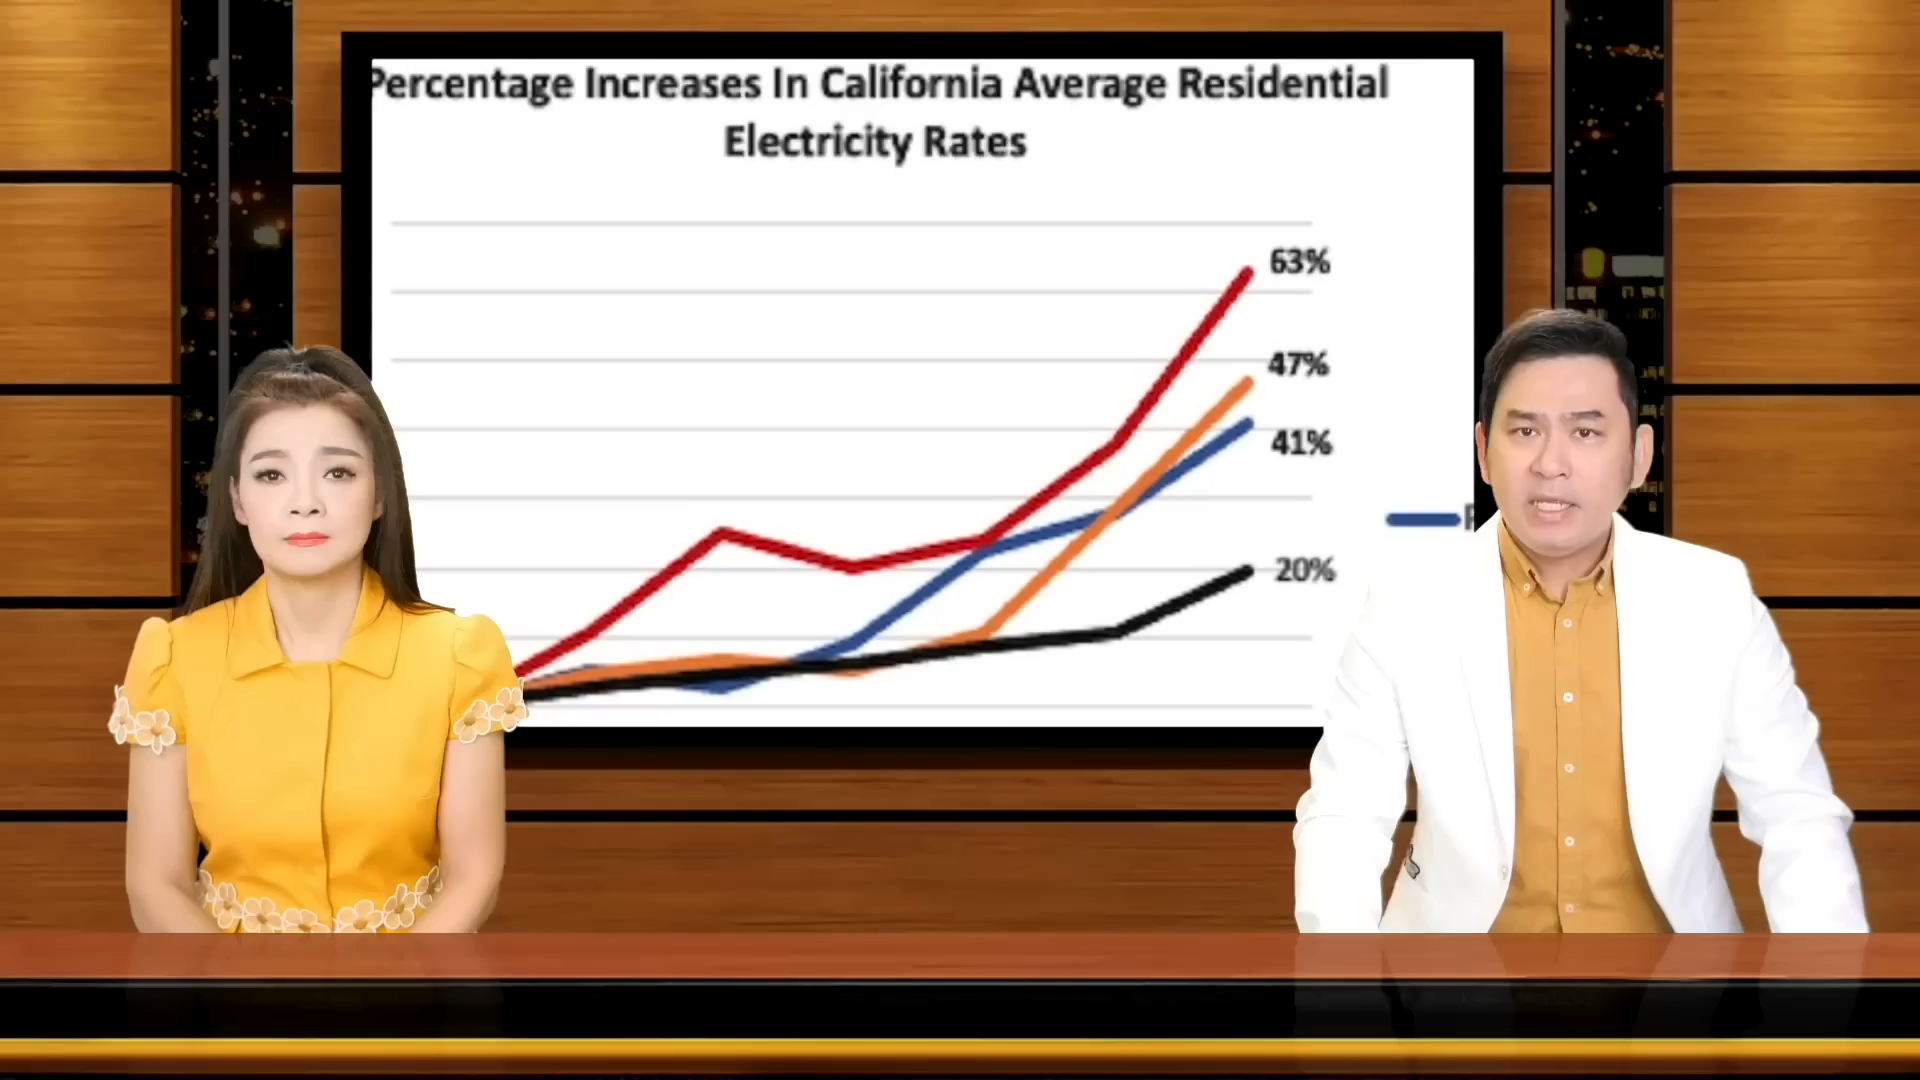 Percentage Increases In California Average Residential
Electricity Rates
63%
47%
41%
20%